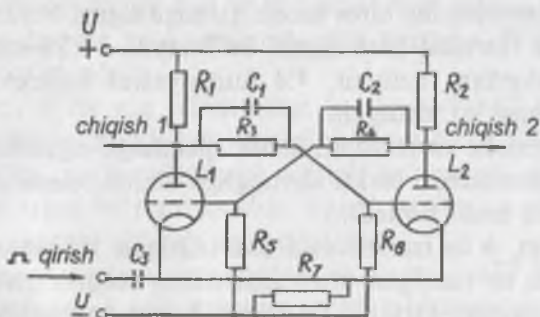 U
+
R1
C1
C2
R2
chiqish 1
R3
R4
chiqish 2
L1
L2
R5
R6
R7
qirish
C3
U